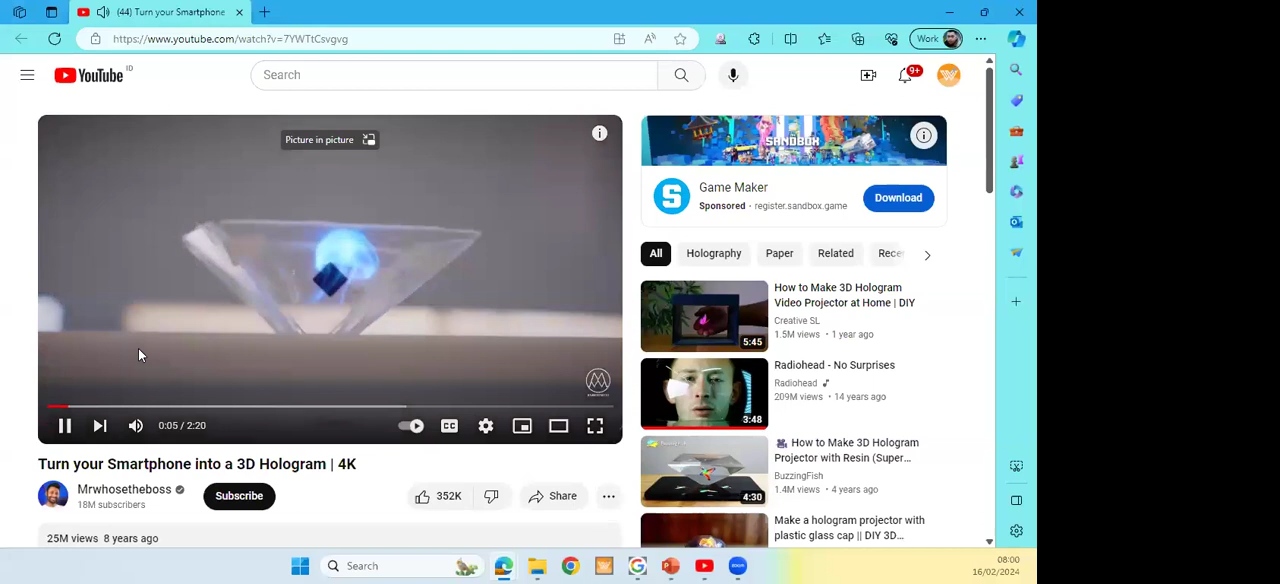 (44) Turn your Smartphone
https://www.youtube.com/watch?v=7YWTtCsvgvg
Work
YouTube ID
Search
9+
Picture in picture
SANDBOX
Game Maker
Sponsored · register.sandbox.game
Download
All
Holography
Paper
Related
Rece
How to Make 3D Hologram
Video Projector at Home | DIY
Creative SL
1.5M views · 1 year ago
5:45
Radiohead - No Surprises
Radiohead
209M views · 14 years ago
3:48
0:05 / 2:20
CC
Turn your Smartphone into a 3D Hologram | 4K
Mrwhosetheboss
18M subscribers
Subscribe
352K
Share
How to Make 3D Hologram
Projector with Resin (Super...
BuzzingFish
1.4M views · 4 years ago
4:30
Make a hologram projector with
plastic glass cap || DIY 3D...
25M views 8 years ago
Search
zoom
08:00
16/02/2024